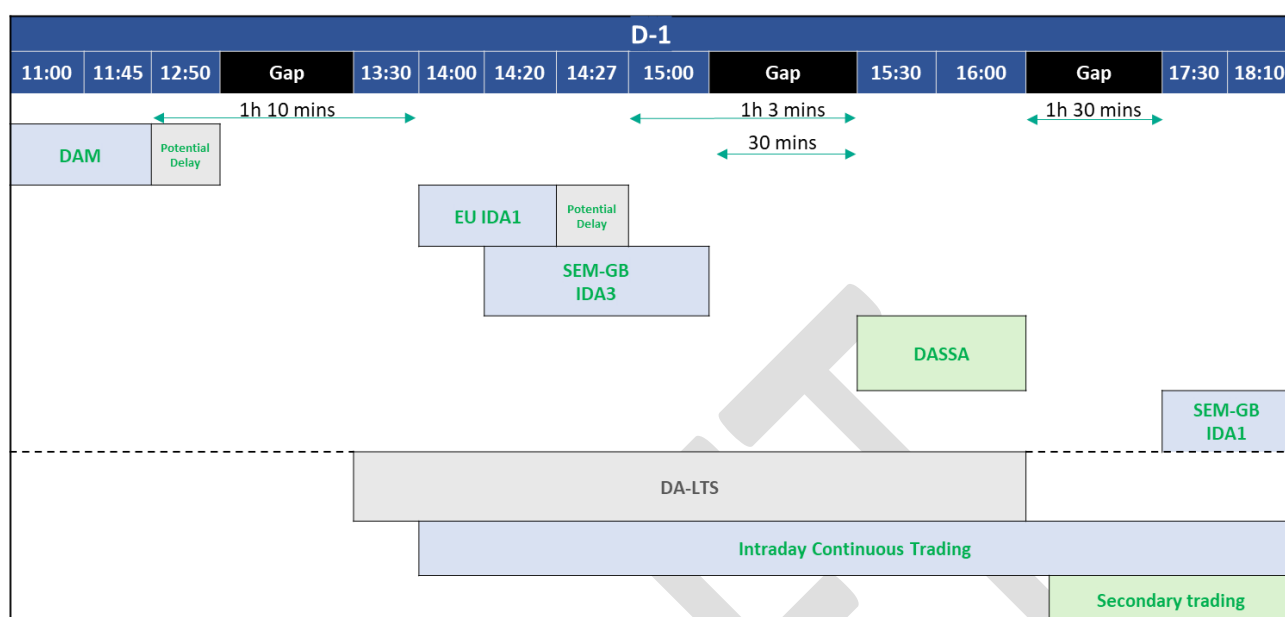 D-1
11:00 11:45 12:50 Gap 13:30 14:00 14:20 14:27 15:00 Gap 15:30 16:00 Gap 17:30 18:10
1h 10 mins 1h 3 mins 1h 30 mins
30 mins
DAM
Potential
Delay
EU IDA1
Potential
Delay
SEM-GB
IDA3
DASSA
SEM-GB
IDA1
DA-LTS
Intraday Continuous Trading
Secondary trading